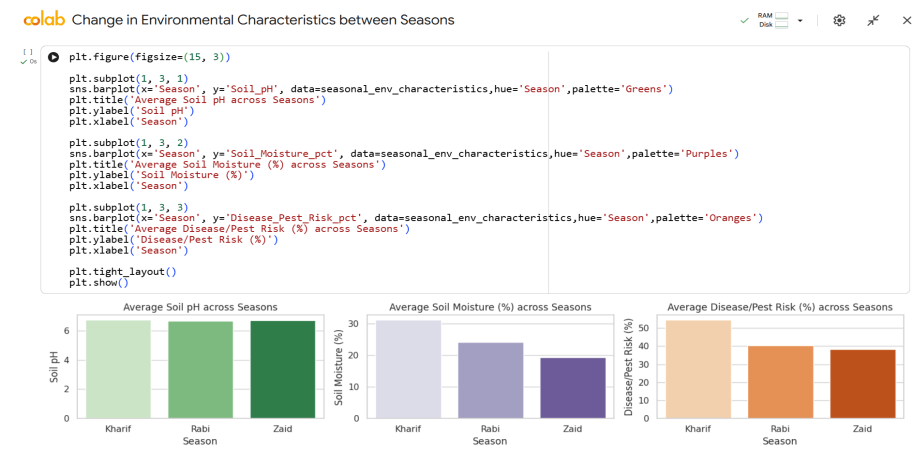 colab Change in Environmental Characteristics between Seasons
RAM
Disk
[ ]
0s
plt.figure(figsize=(15, 3))
plt.subplot(1, 3, 1)
sns.barplot(x='Season', y='Soil_pH', data=seasonal_env_characteristics,hue='Season',palette='Greens')
plt.title('Average Soil pH across Seasons')
plt.ylabel('Soil pH')
plt.xlabel('Season')
plt.subplot(1, 3, 2)
sns.barplot(x='Season', y='Soil_Moisture_pct', data=seasonal_env_characteristics,hue='Season',palette='Purples')
plt.title('Average Soil Moisture (%) across Seasons')
plt.ylabel('Soil Moisture (%)')
plt.xlabel('Season')
plt.subplot(1, 3, 3)
sns.barplot(x='Season', y='Disease_Pest_Risk_pct', data=seasonal_env_characteristics,hue='Season',palette='Oranges')
plt.title('Average Disease/Pest Risk (%) across Seasons')
plt.ylabel('Disease/Pest Risk (%)')
plt.xlabel('Season')
plt.tight_layout()
plt.show()
Average Soil pH across Seasons
Soil pH
6
4
2
0
Kharif Rabi Zaid
Season
Average Soil Moisture (%) across Seasons
Soil Moisture (%)
30
20
10
0
Kharif Rabi Zaid
Season
Average Disease/Pest Risk (%) across Seasons
Disease/Pest Risk (%)
50
40
30
20
10
0
Kharif Rabi Zaid
Season